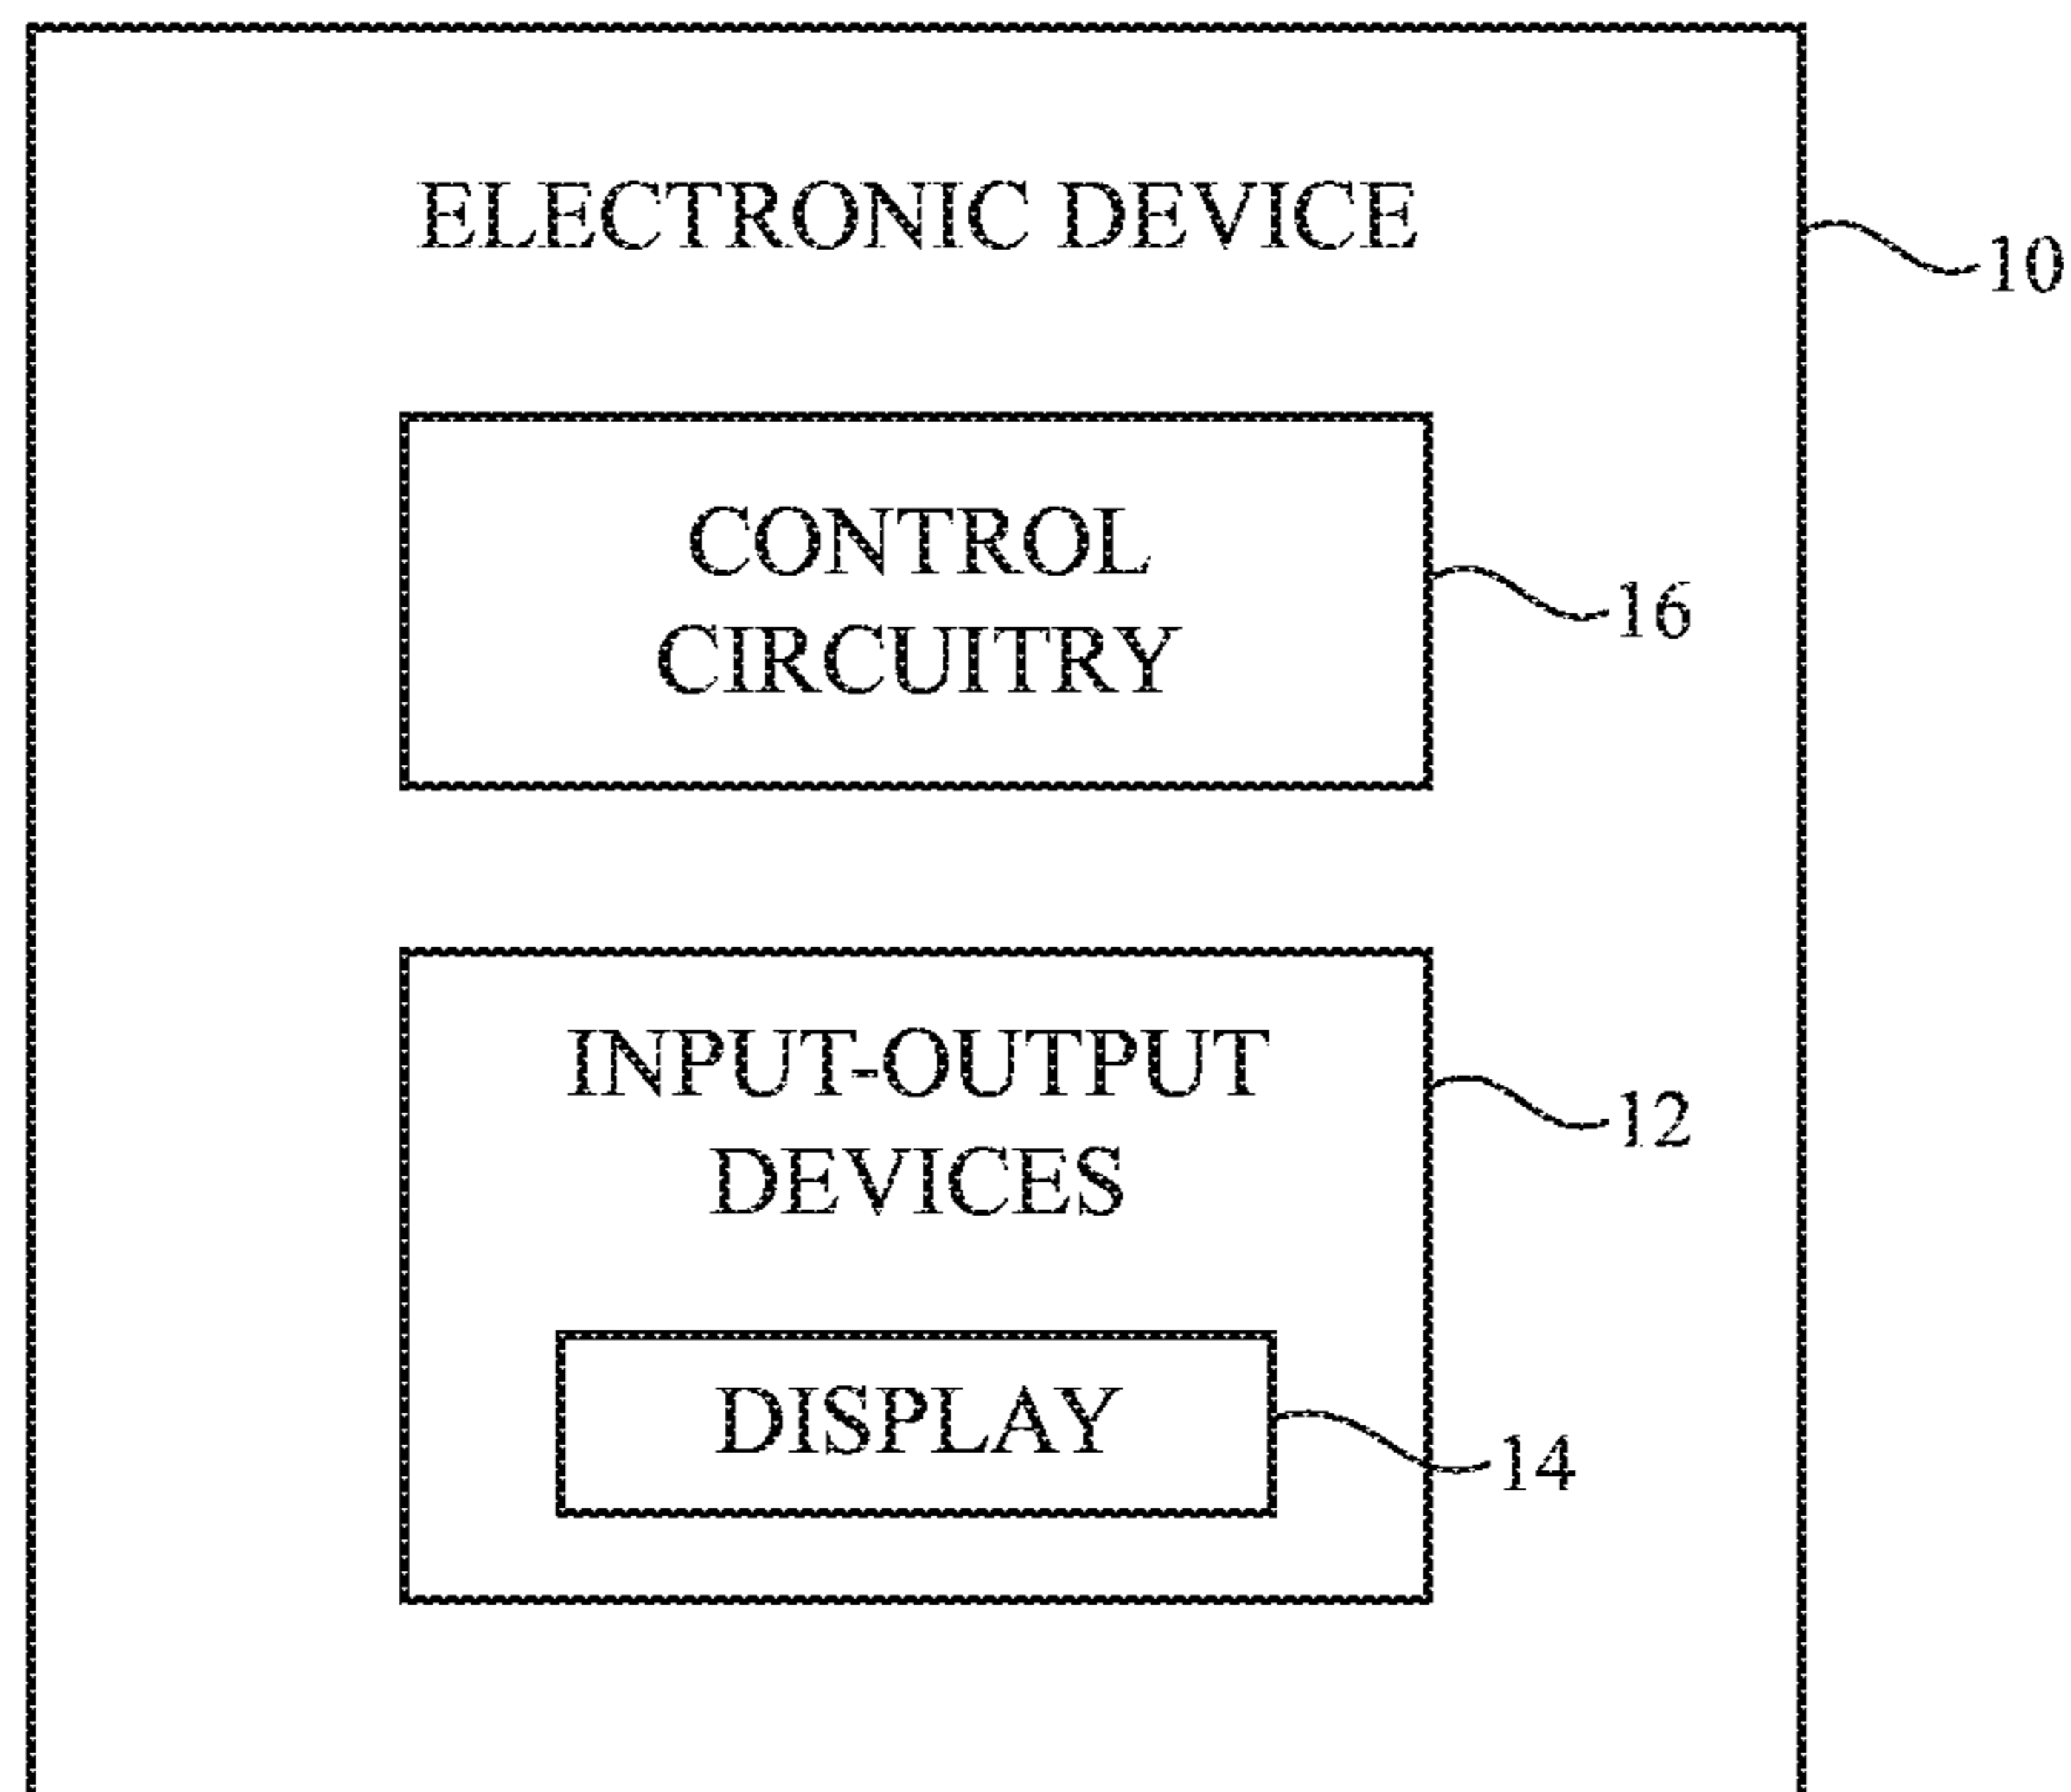 ELECTRONIC DEVICE
10
CONTROL
CIRCUITRY
16
INPUT-OUTPUT
DEVICES
12
DISPLAY
14